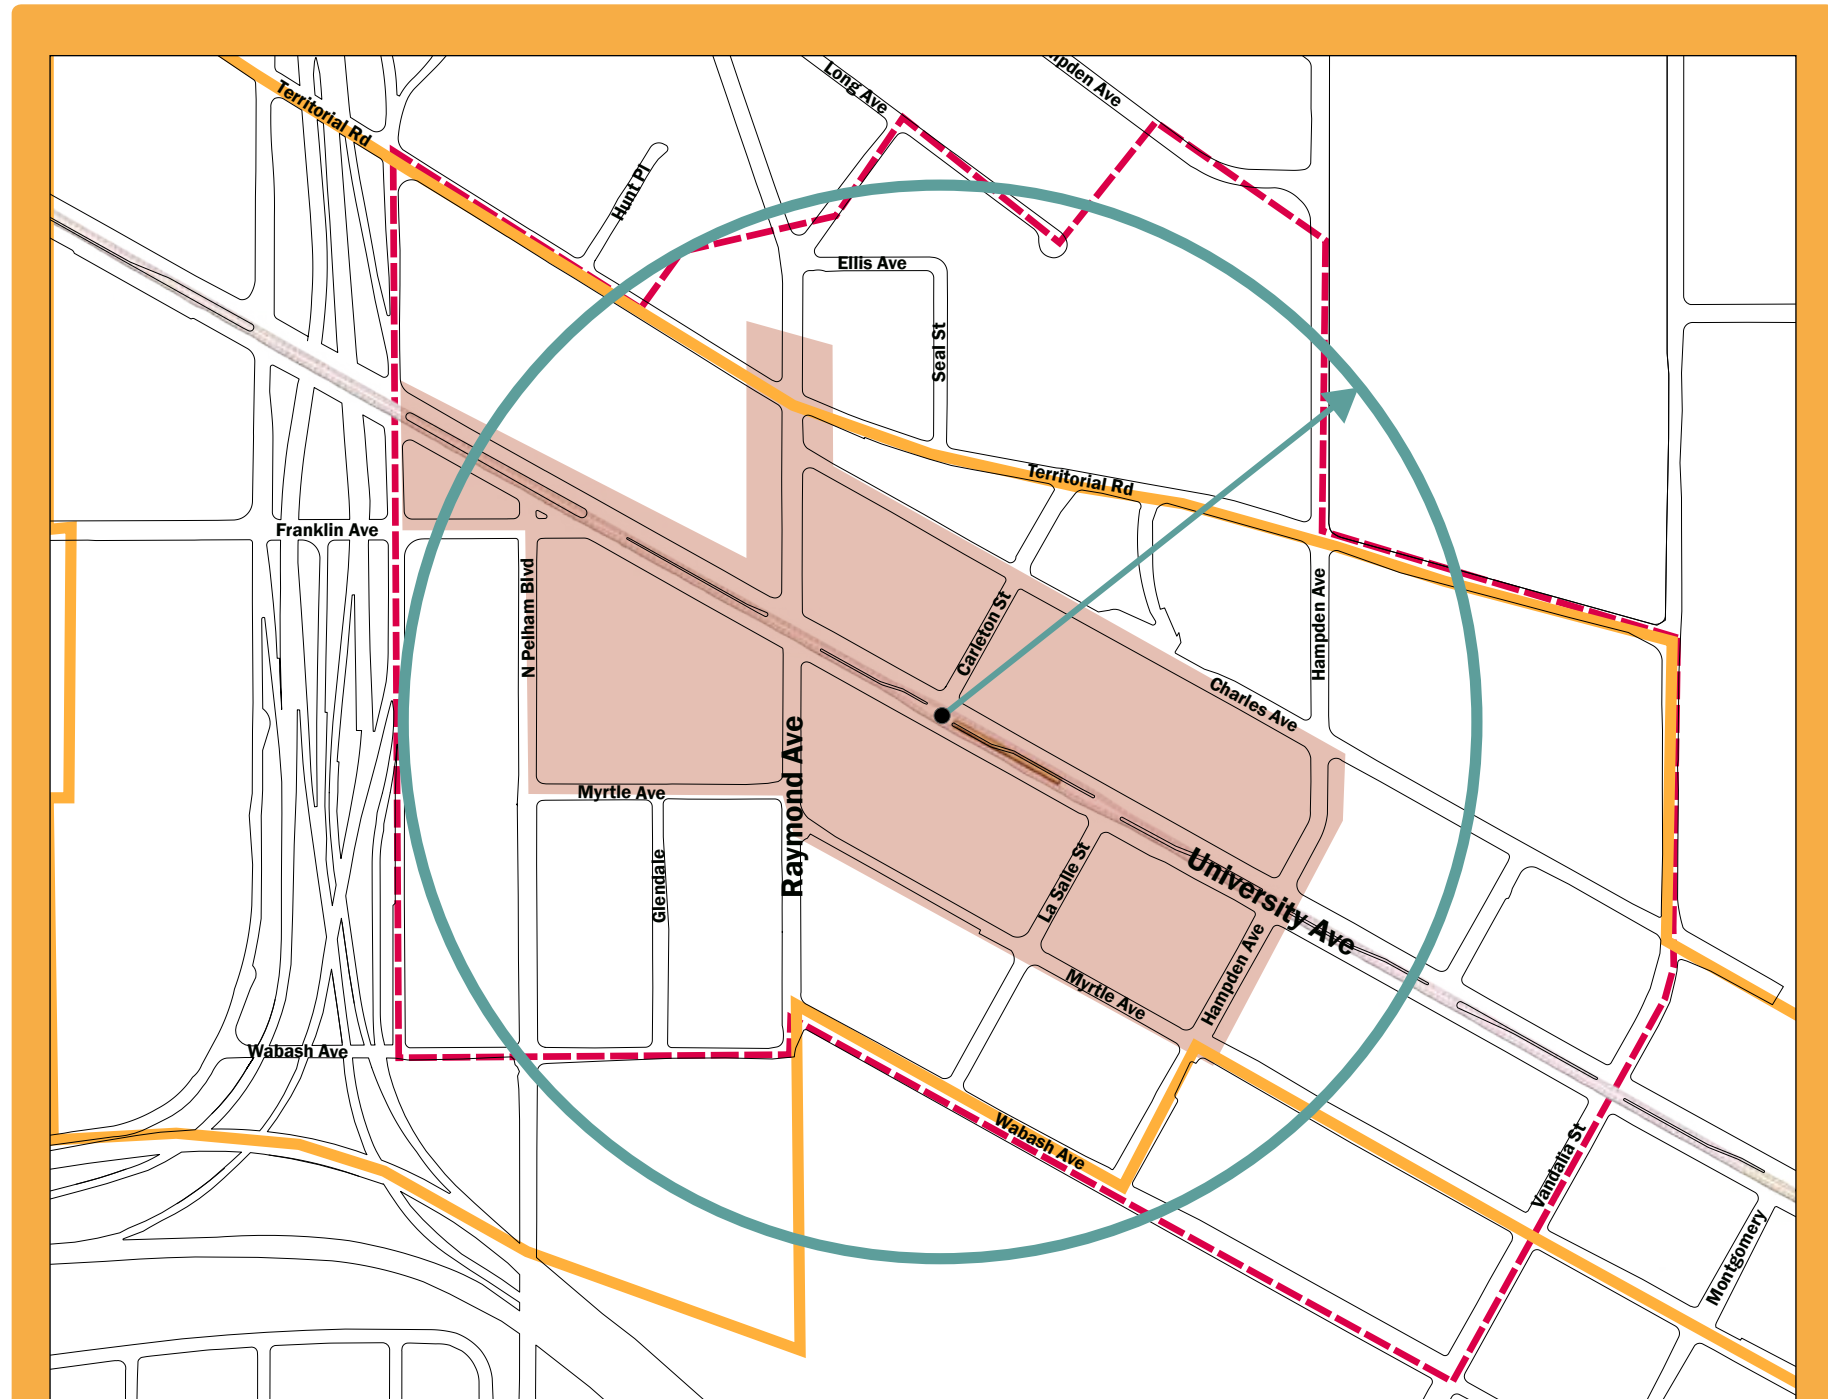 Long Ave
mpden Ave
Territorial Rd
Hunt Pl
Ellis Ave
Seal St
Territorial Rd
Franklin Ave
N Pelham Blvd
Carleton St
Hampden Ave
Charles Ave
Raymond Ave
Myrtle Ave
Glendale
La Salle St
University Ave
Hampden Ave
Myrtle Ave
Wabash Ave
Wabash Ave
Vandalia St
Montgomery